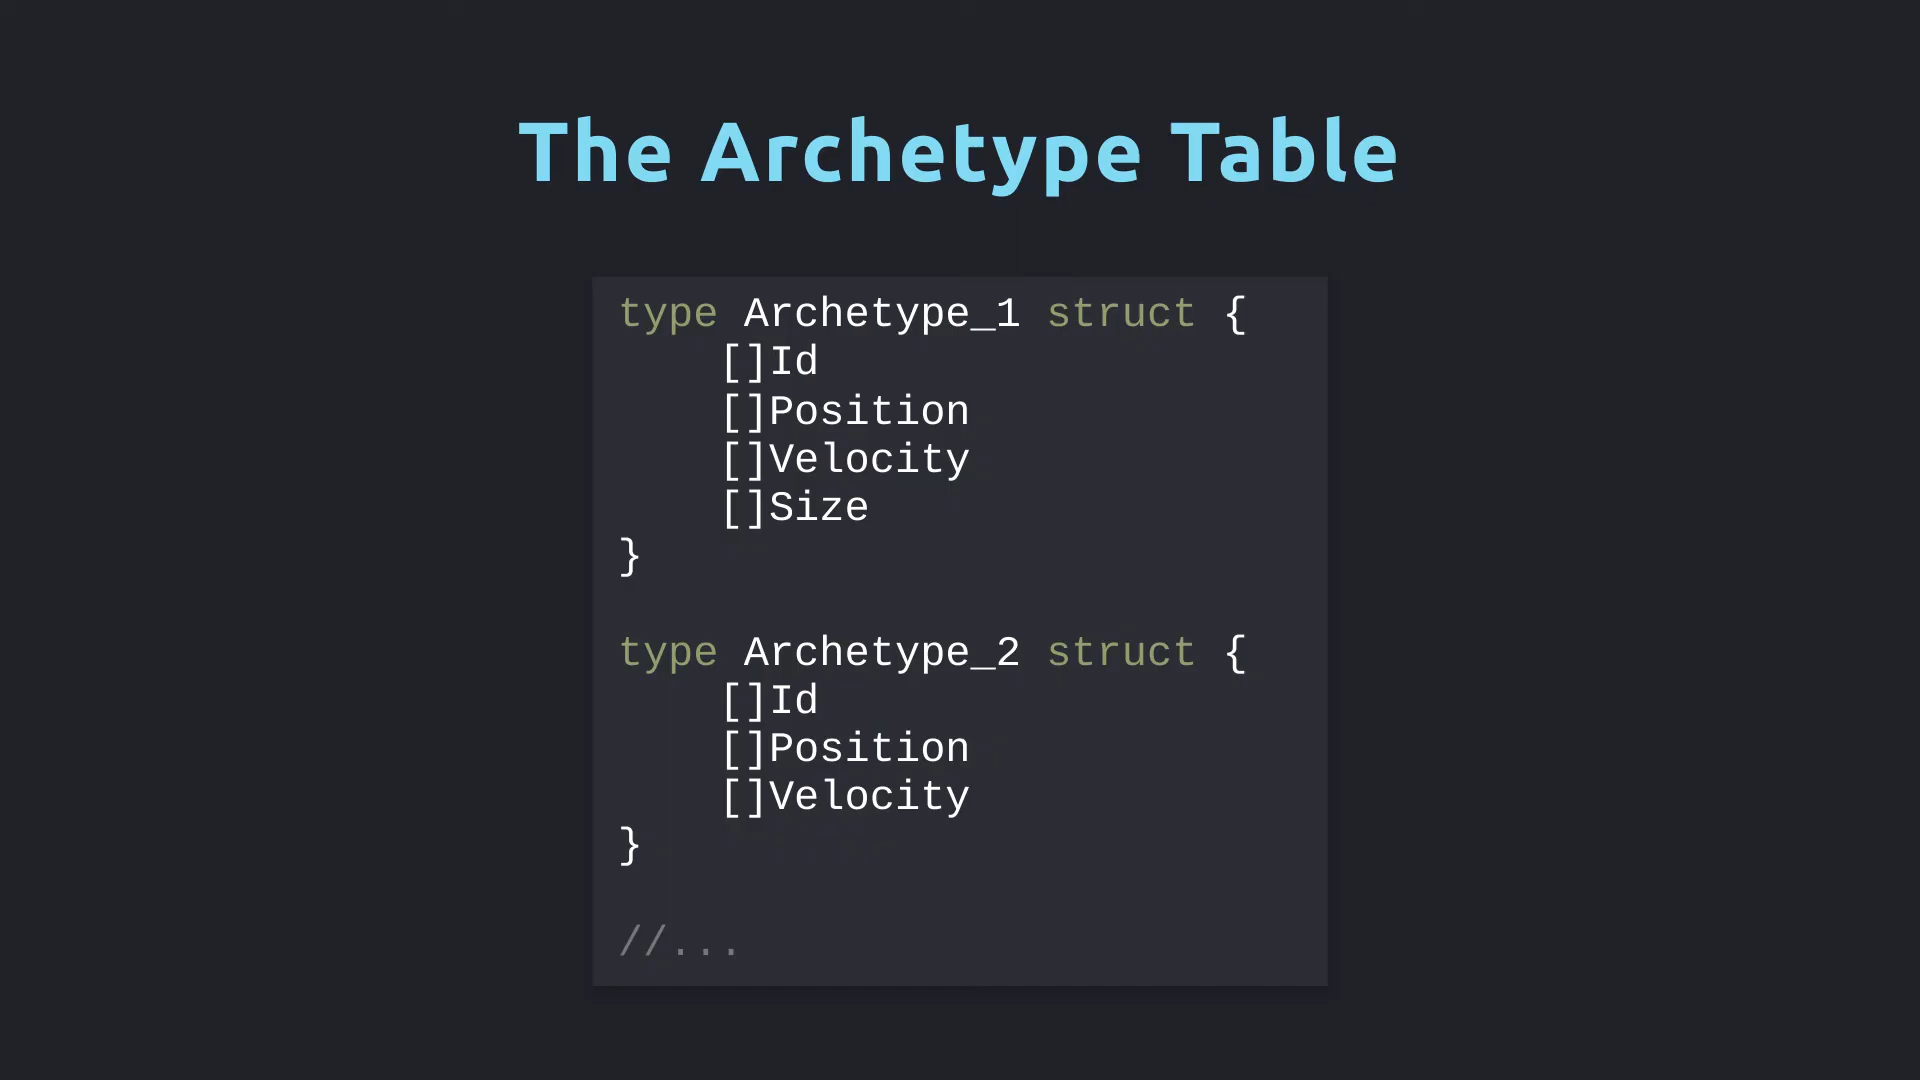 The Archetype Table
type Archetype_1 struct {
    []Id
    []Position
    []Velocity
    []Size
}

type Archetype_2 struct {
    []Id
    []Position
    []Velocity
}

//...